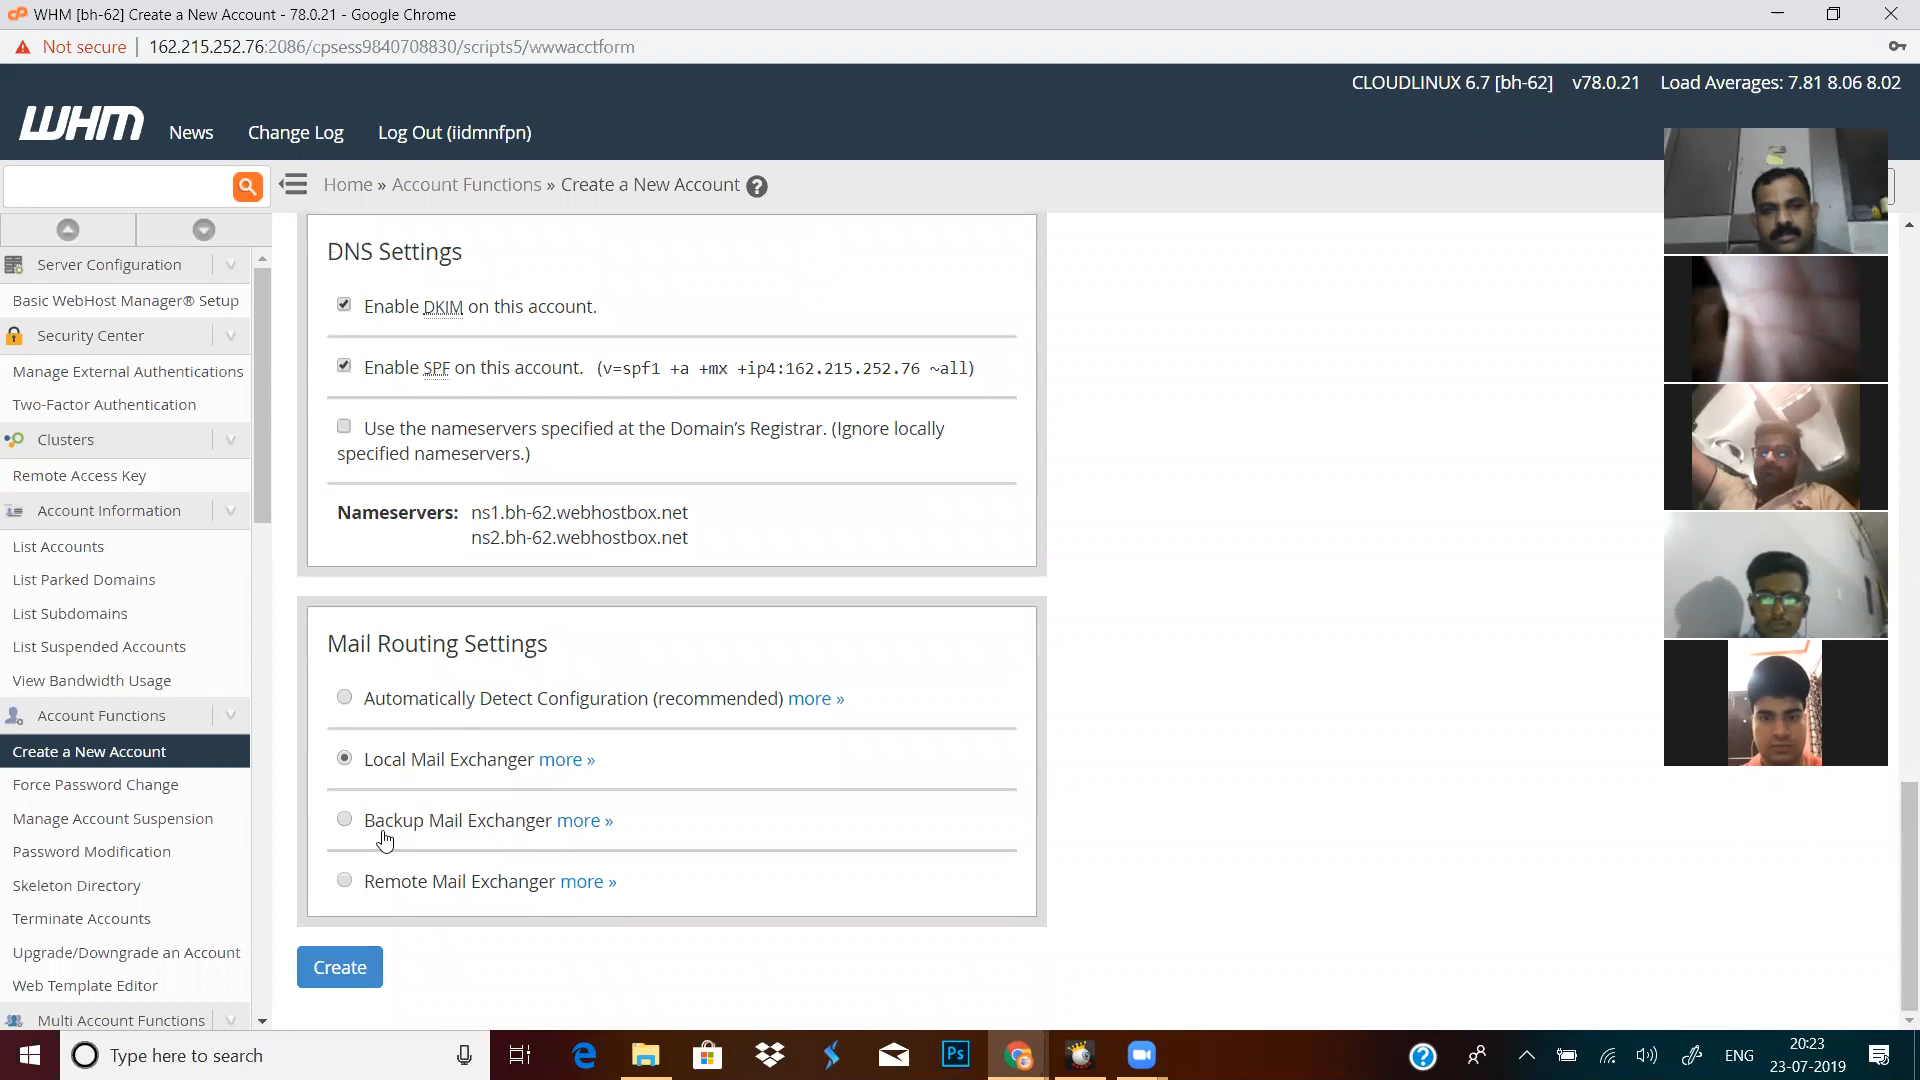 WHM [bh-62] Create a New Account - 78.0.21 - Google Chrome
Not secure
162.215.252.76:2086/cpsess9840708830/scripts5/wwwacctform
CLOUDLINUX 6.7 [bh-62] v78.0.21 Load Averages: 7.81 8.06 8.02
WHM
News
Change Log
Log Out (iidmnfpn)
Home » Account Functions » Create a New Account
Server Configuration
Basic WebHost Manager® Setup
Security Center
Manage External Authentications
Two-Factor Authentication
Clusters
Remote Access Key
Account Information
List Accounts
List Parked Domains
List Subdomains
List Suspended Accounts
View Bandwidth Usage
Account Functions
Create a New Account
Force Password Change
Manage Account Suspension
Password Modification
Skeleton Directory
Terminate Accounts
Upgrade/Downgrade an Account
Web Template Editor
Multi Account Functions
DNS Settings
Enable DKIM on this account.
Enable SPF on this account. (v=spf1 +a +mx +ip4:162.215.252.76 ~all)
Use the nameservers specified at the Domain's Registrar. (Ignore locally
specified nameservers.)
Nameservers: ns1.bh-62.webhostbox.net
ns2.bh-62.webhostbox.net
Mail Routing Settings
Automatically Detect Configuration (recommended) more »
Local Mail Exchanger more »
Backup Mail Exchanger more »
Remote Mail Exchanger more »
Create
Type here to search
Ps
ENG
20:23
23-07-2019